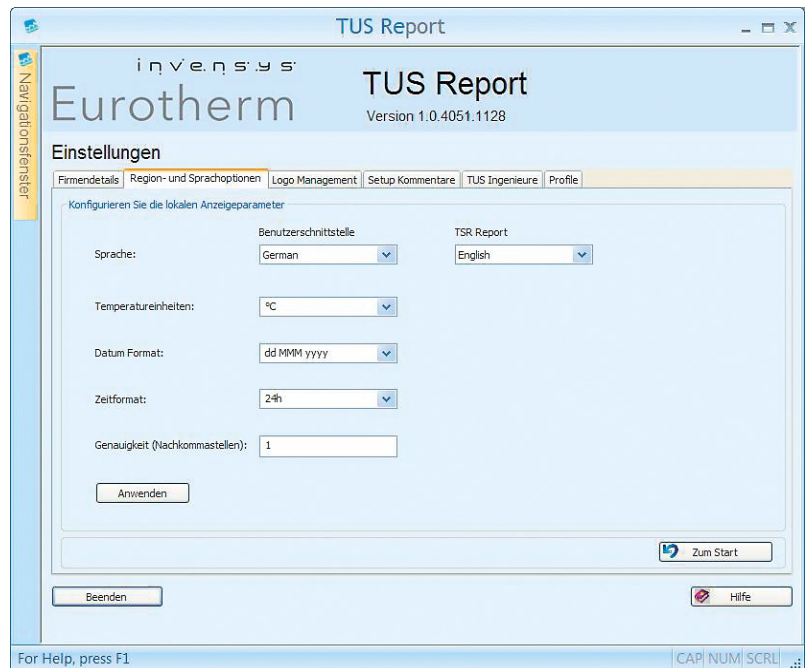 TUS Report
Navigationsfenster
invensys
Eurotherm
TUS Report
Version 1.0.4051.1128
Einstellungen
Firmendetails Region- und Sprachoptionen Logo Management Setup Kommentare TUS Ingenieure Profile
Konfigurieren Sie die lokalen Anzeigeparameter
Benutzerschnittstelle TSR Report
Sprache: German English
Temperatureinheiten: °C
Datum Format: dd MMM yyyy
Zeitformat: 24h
Genauigkeit (Nachkommastellen): 1
Anwenden
Zum Start
Beenden Hilfe
For Help, press F1 CAP NUM SCRL